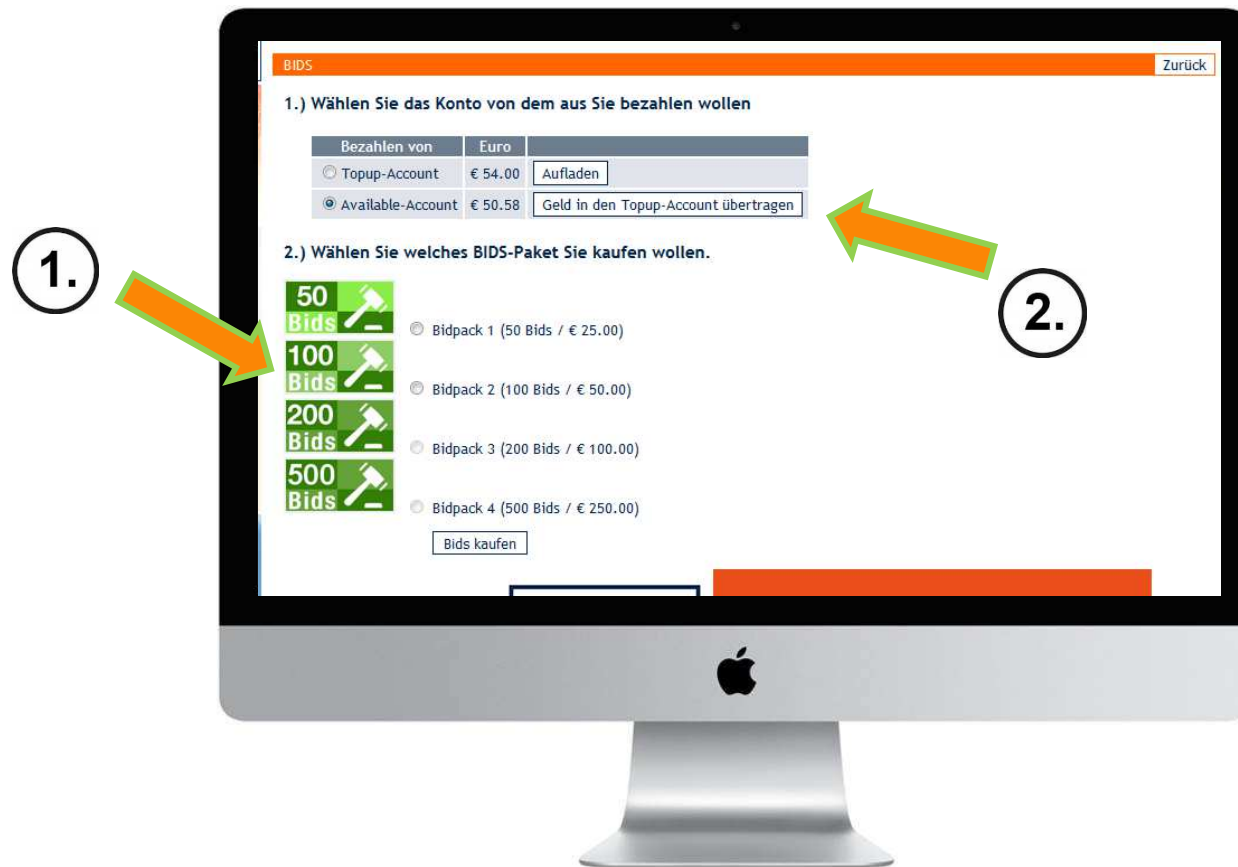 BIDS
Zurück
1.) Wählen Sie das Konto von dem aus Sie bezahlen wollen
Bezahlen von Euro
Topup-Account € 54.00 Aufladen
Available-Account € 50.58 Geld in den Topup-Account übertragen
2.) Wählen Sie welches BIDS-Paket Sie kaufen wollen.
1.
2.
50
Bids
Bidpack 1 (50 Bids / € 25.00)
100
Bids
Bidpack 2 (100 Bids / € 50.00)
200
Bids
Bidpack 3 (200 Bids / € 100.00)
500
Bids
Bidpack 4 (500 Bids / € 250.00)
Bids kaufen